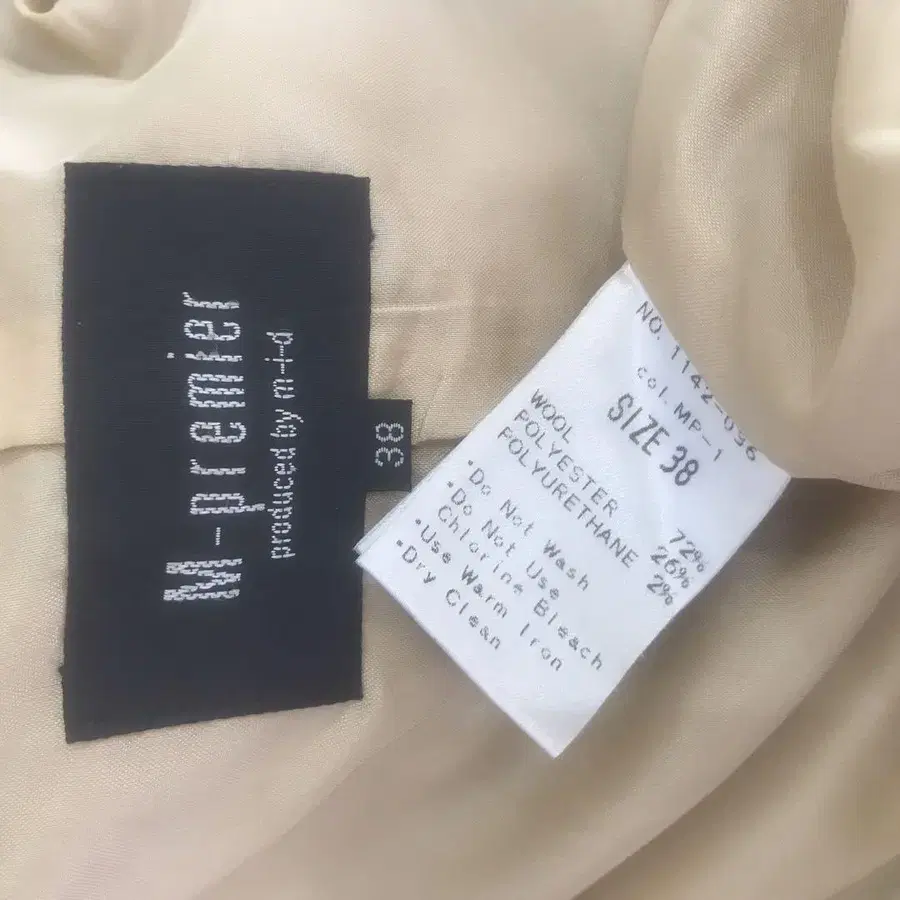 M-premier
produced by m-i-d
38
NO. 1142-036
col. MP-1
SIZE 38
WOOL 72%
POLYESTER 26%
POLYURETHANE 2%
*Do Not Wash
*Do Not Use
Chlorine Bleach
*Use Warm Iron
*Dry Clean